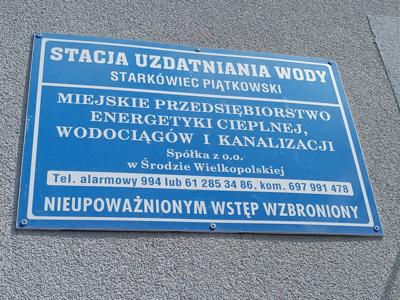 STACJA UZDATNIANIA WODY
STARKÓWIEC PIĄTKOWSKI
MIEJSKIE PRZEDSIĘBIORSTWO
ENERGETYKI CIEPLNEJ,
WODOCIĄGÓW I KANALIZACJI
Spółka z o.o.
w Środzie Wielkopolskiej
Tel. alarmowy 994 lub 61 285 34 86, kom. 697 991 478
NIEUPOWAŻNIONYM WSTĘP WZBRONIONY